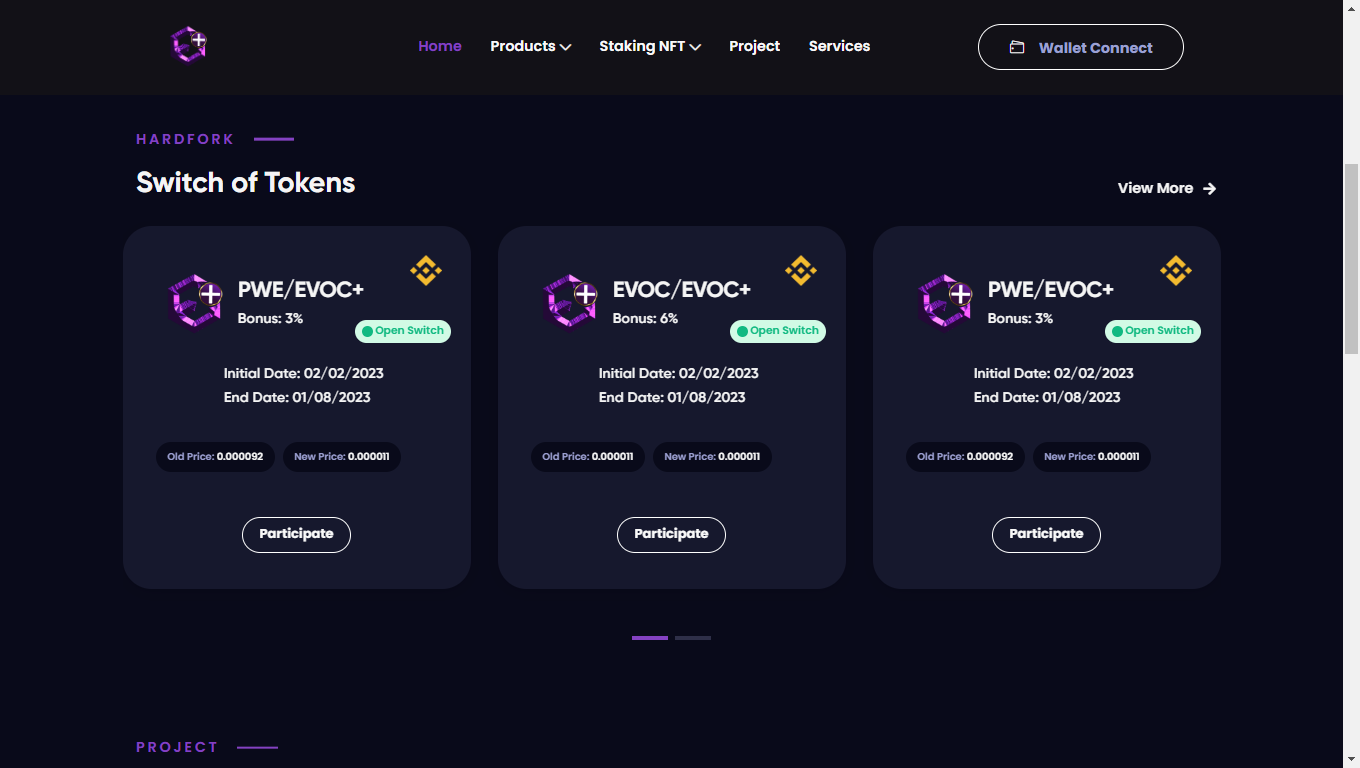 Home Products Staking NFT Project Services Wallet Connect
HARDFORK
Switch of Tokens
View More
PWE/EVOC+
Bonus: 3%
Open Switch
Initial Date: 02/02/2023
End Date: 01/08/2023
Old Price: 0.000092 New Price: 0.000011
Participate
EVOC/EVOC+
Bonus: 6%
Open Switch
Initial Date: 02/02/2023
End Date: 01/08/2023
Old Price: 0.000011 New Price: 0.000011
Participate
PWE/EVOC+
Bonus: 3%
Open Switch
Initial Date: 02/02/2023
End Date: 01/08/2023
Old Price: 0.000092 New Price: 0.000011
Participate
PROJECT